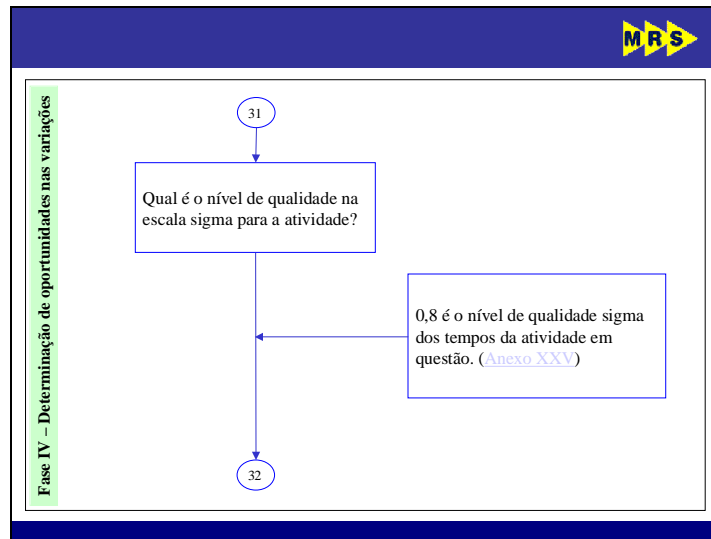 MRS
Fase IV – Determinação de oportunidades nas variações
31
Qual é o nível de qualidade na
escala sigma para a atividade?
0,8 é o nível de qualidade sigma
dos tempos da atividade em
questão. (Anexo XXV)
32